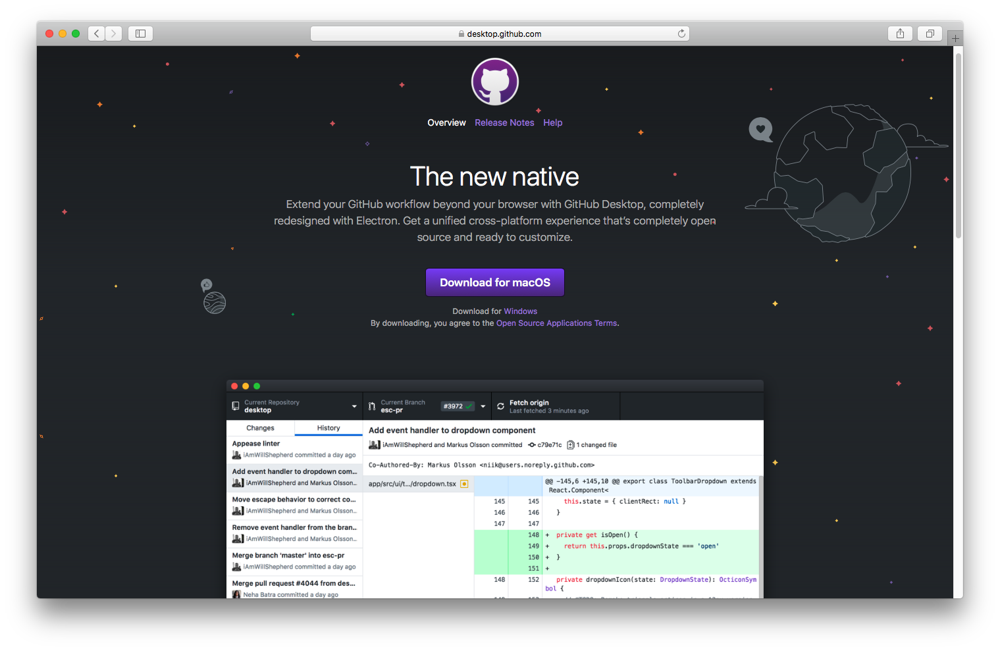 desktop.github.com
Overview Release Notes Help
The new native
Extend your GitHub workflow beyond your browser with GitHub Desktop, completely
redesigned with Electron. Get a unified cross-platform experience that's completely open
source and ready to customize.
Download for macOS
Download for Windows
By downloading, you agree to the Open Source Applications Terms.
Current Repository
desktop
Current Branch
esc-pr
#3972
Fetch origin
Last fetched 3 minutes ago
Changes
History
Appease linter
iAmWillShepherd committed a day ago
Add event handler to dropdown com...
iAmWillShepherd and Markus Olsson...
Move escape behavior to correct co...
iAmWillShepherd and Markus Olsson...
Remove event handler from the bran...
iAmWillShepherd and Markus Olsson...
Merge branch 'master' into esc-pr
iAmWillShepherd committed a day ago
Merge pull request #4044 from des...
Neha Batra committed a day ago
Add event handler to dropdown component
iAmWillShepherd and Markus Olsson committed c79e71c 1 changed file
Co-Authored-By: Markus Olsson <niik@users.noreply.github.com>
app/src/ui/t.../dropdown.tsx
@@ -145,6 +145,10 @@ export class ToolbarDropdown extends
React.Component<
145 145 this.state = { clientRect: null }
146 146 }
147 147
148 + private get isOpen() {
149 + return this.props.dropdownState === 'open'
150 + }
151 +
148 152 private dropdownIcon(state: DropdownState): OcticonSym
bol {